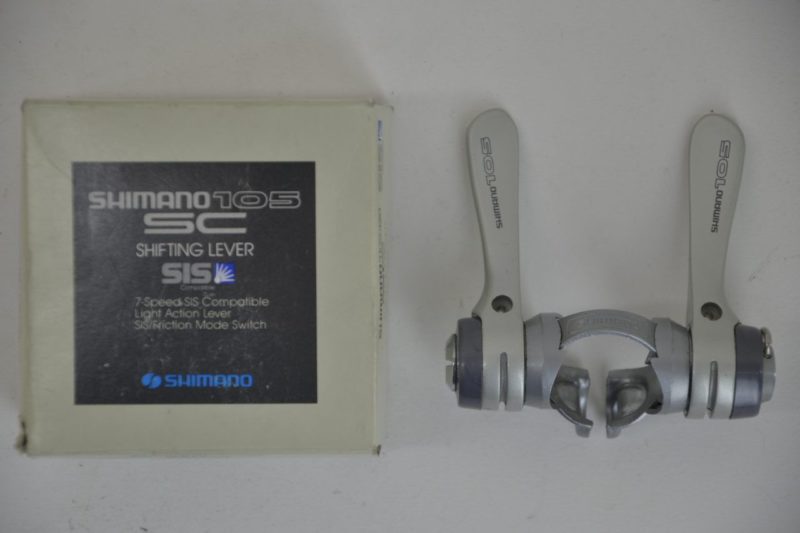 SHIMANO 105
SC
SHIFTING LEVER
SIS
Compatible
7-Speed SIS Compatible
Light Action Lever
SIS/Friction Mode Switch
SHIMANO
SHIMANO 105
SHIMANO 105